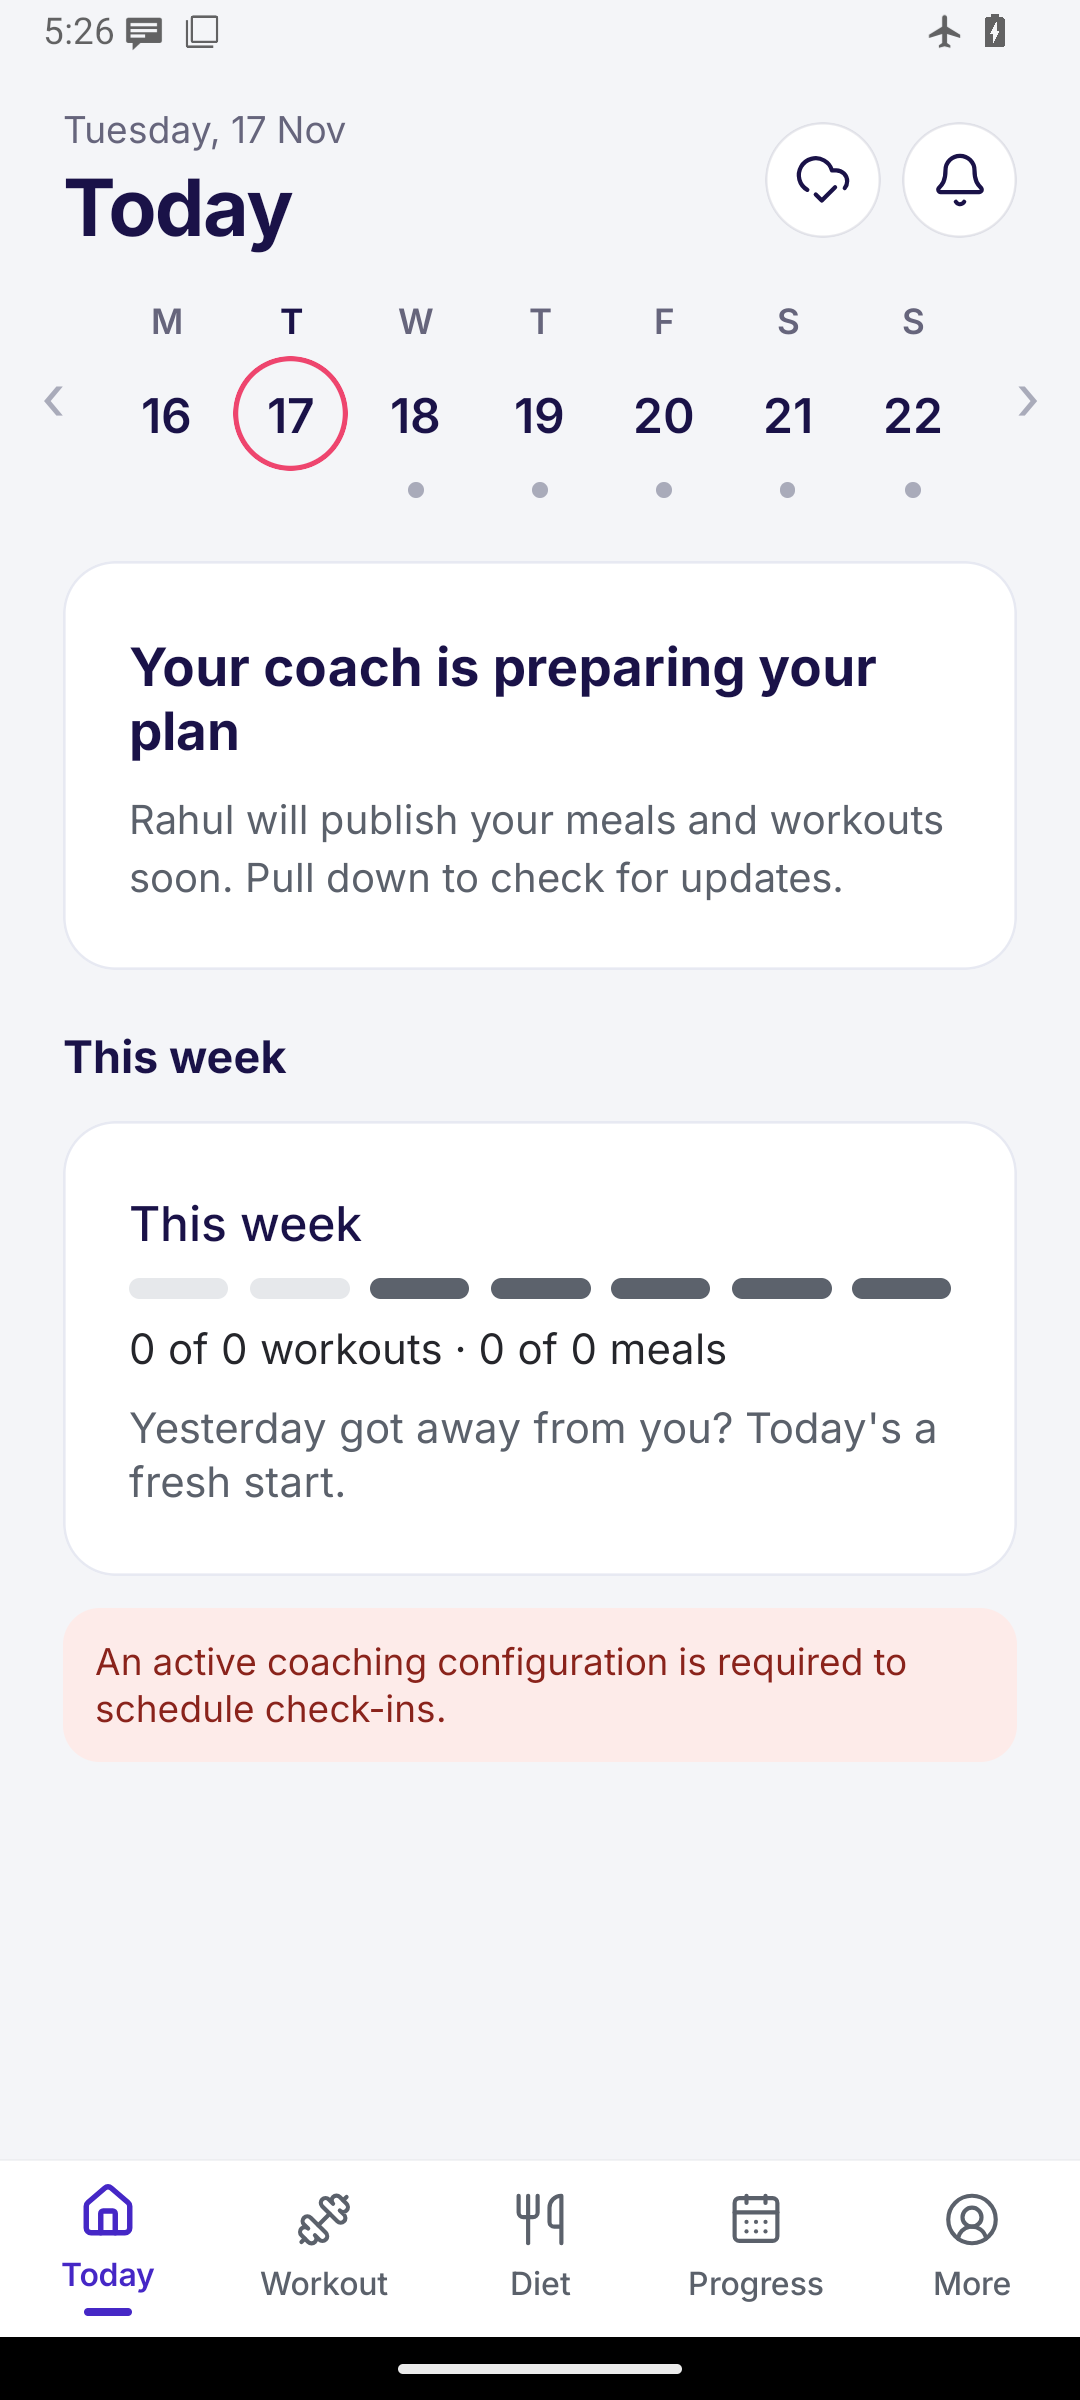 5:26
Tuesday, 17 Nov
Today
M T W T F S S
16 17 18 19 20 21 22
Your coach is preparing your
plan
Rahul will publish your meals and workouts
soon. Pull down to check for updates.
This week
This week
0 of 0 workouts · 0 of 0 meals
Yesterday got away from you? Today's a
fresh start.
An active coaching configuration is required to
schedule check-ins.
Today Workout Diet Progress More